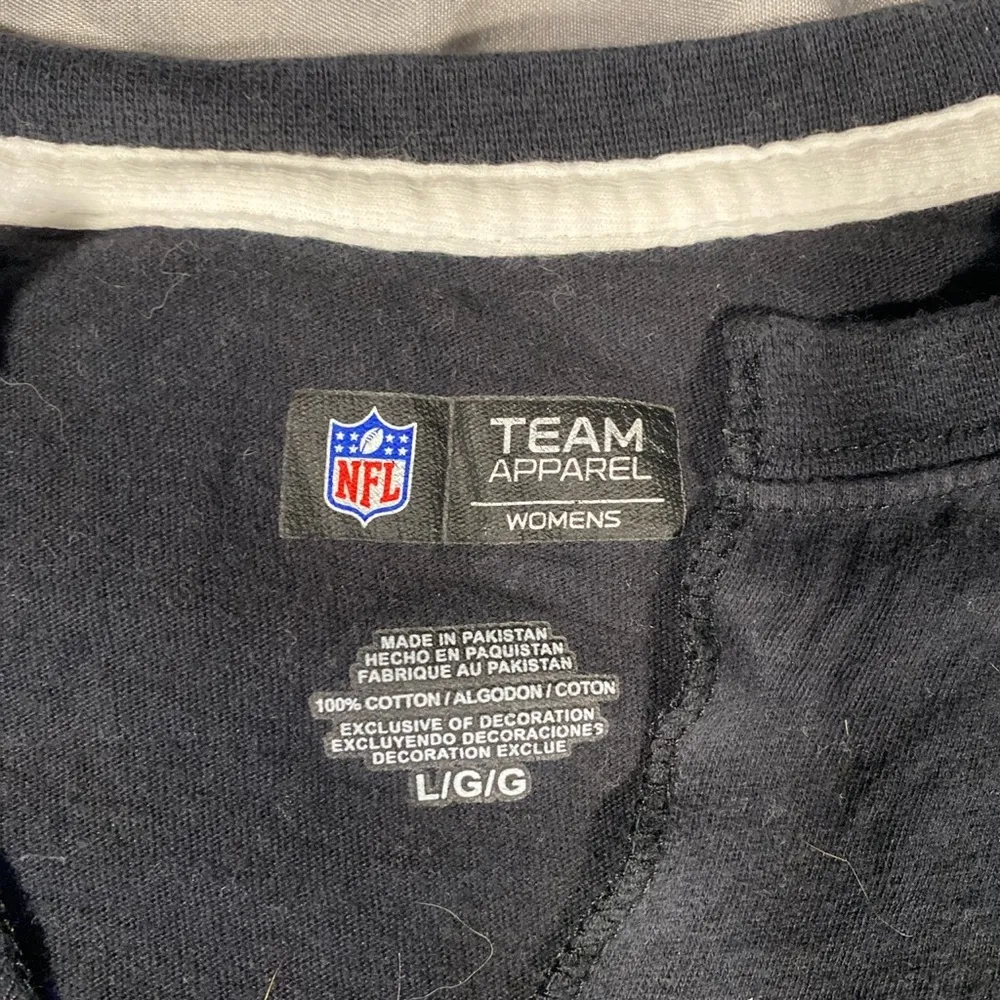 NFL
TEAM
APPAREL
WOMENS
MADE IN PAKISTAN
HECHO EN PAQUISTAN
FABRIQUE AU PAKISTAN
100% COTTON / ALGODON / COTON
EXCLUSIVE OF DECORATION
EXCLUYENDO DECORACIONES
DECORATION EXCLUE
L/G/G